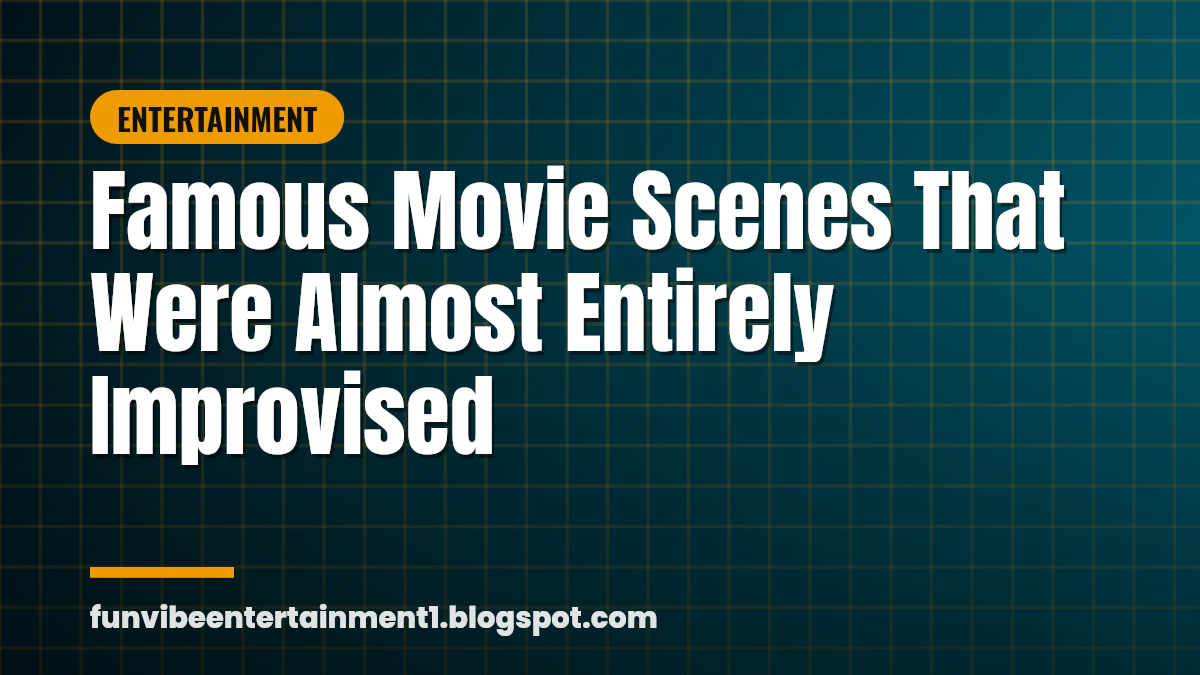 ENTERTAINMENT
Famous Movie Scenes That
Were Almost Entirely
Improvised
funvibeentertainment1.blogspot.com